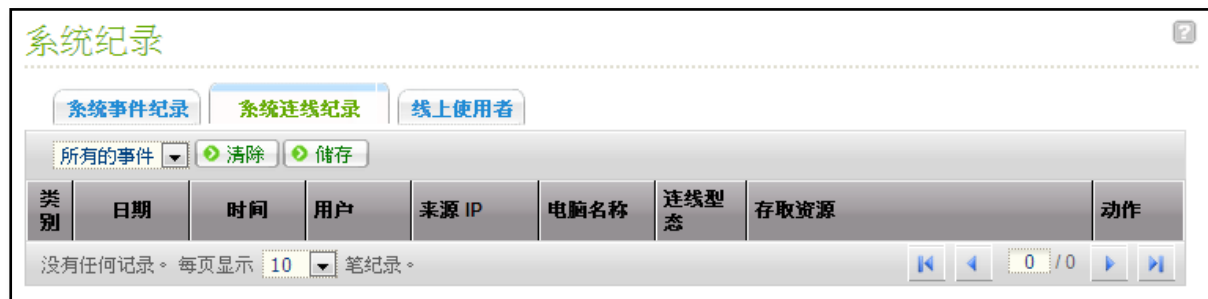 系统纪录
?
系统事件纪录 系统连线纪录 线上使用者
所有的事件 清除 储存
类别 日期 时间 用户 来源 IP 电脑名称 连线型态 存取资源 动作
没有任何记录。每页显示 10 笔纪录。 0 / 0